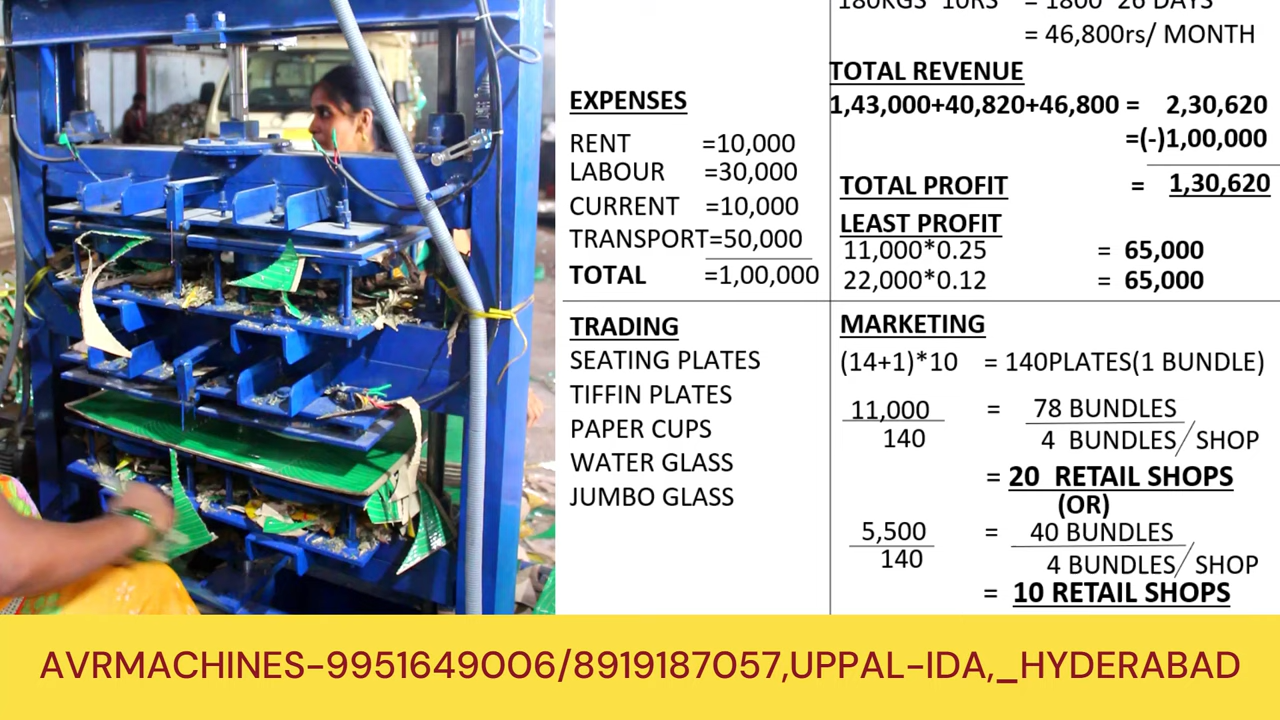 EXPENSES
RENT =10,000
LABOUR =30,000
CURRENT =10,000
TRANSPORT=50,000
TOTAL =1,00,000
180KGS*10RS = 1800*26 DAYS
= 46,800rs/ MONTH
TOTAL REVENUE
1,43,000+40,820+46,800 = 2,30,620
=(-)1,00,000
TOTAL PROFIT = 1,30,620
LEAST PROFIT
11,000*0.25 = 65,000
22,000*0.12 = 65,000
TRADING
SEATING PLATES
TIFFIN PLATES
PAPER CUPS
WATER GLASS
JUMBO GLASS
MARKETING
(14+1)*10 = 140PLATES(1 BUNDLE)
11,000 = 78 BUNDLES
140 4 BUNDLES/SHOP
= 20 RETAIL SHOPS
(OR)
5,500 = 40 BUNDLES
140 4 BUNDLES/SHOP
= 10 RETAIL SHOPS
AVRMACHINES-9951649006/8919187057,UPPAL-IDA,_HYDERABAD